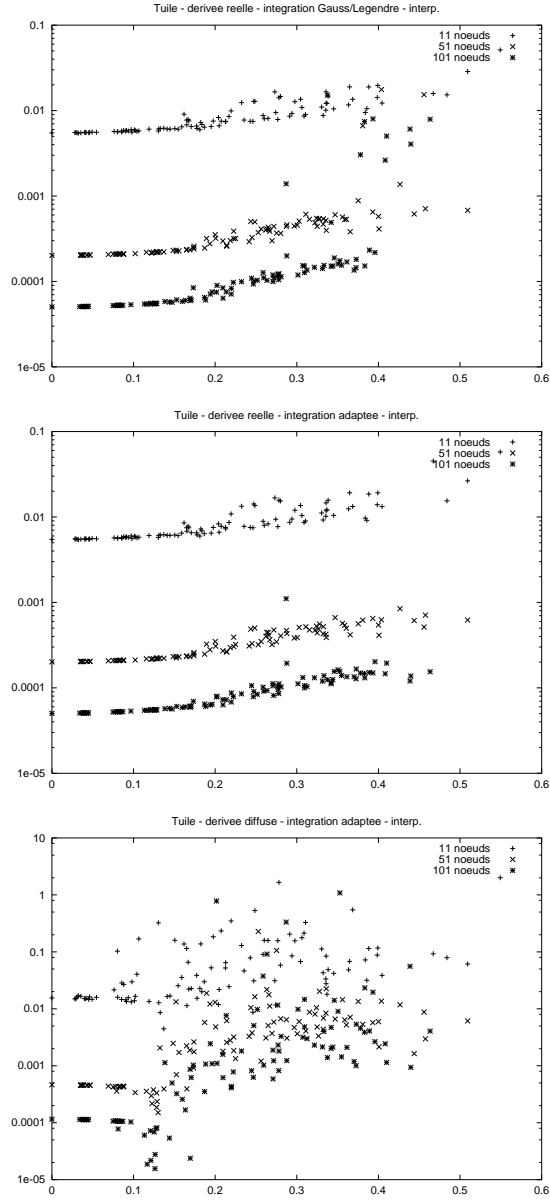 Tuile - derivee reelle - integration Gauss/Legendre - interp.
0.1
0.01
0.001
0.0001
1e-05
11 noeuds
51 noeuds
101 noeuds
0 0.1 0.2 0.3 0.4 0.5 0.6
Tuile - derivee reelle - integration adaptee - interp.
0.1
0.01
0.001
0.0001
1e-05
11 noeuds
51 noeuds
101 noeuds
0 0.1 0.2 0.3 0.4 0.5 0.6
Tuile - derivee diffuse - integration adaptee - interp.
10
1
0.1
0.01
0.001
0.0001
1e-05
11 noeuds
51 noeuds
101 noeuds
0 0.1 0.2 0.3 0.4 0.5 0.6